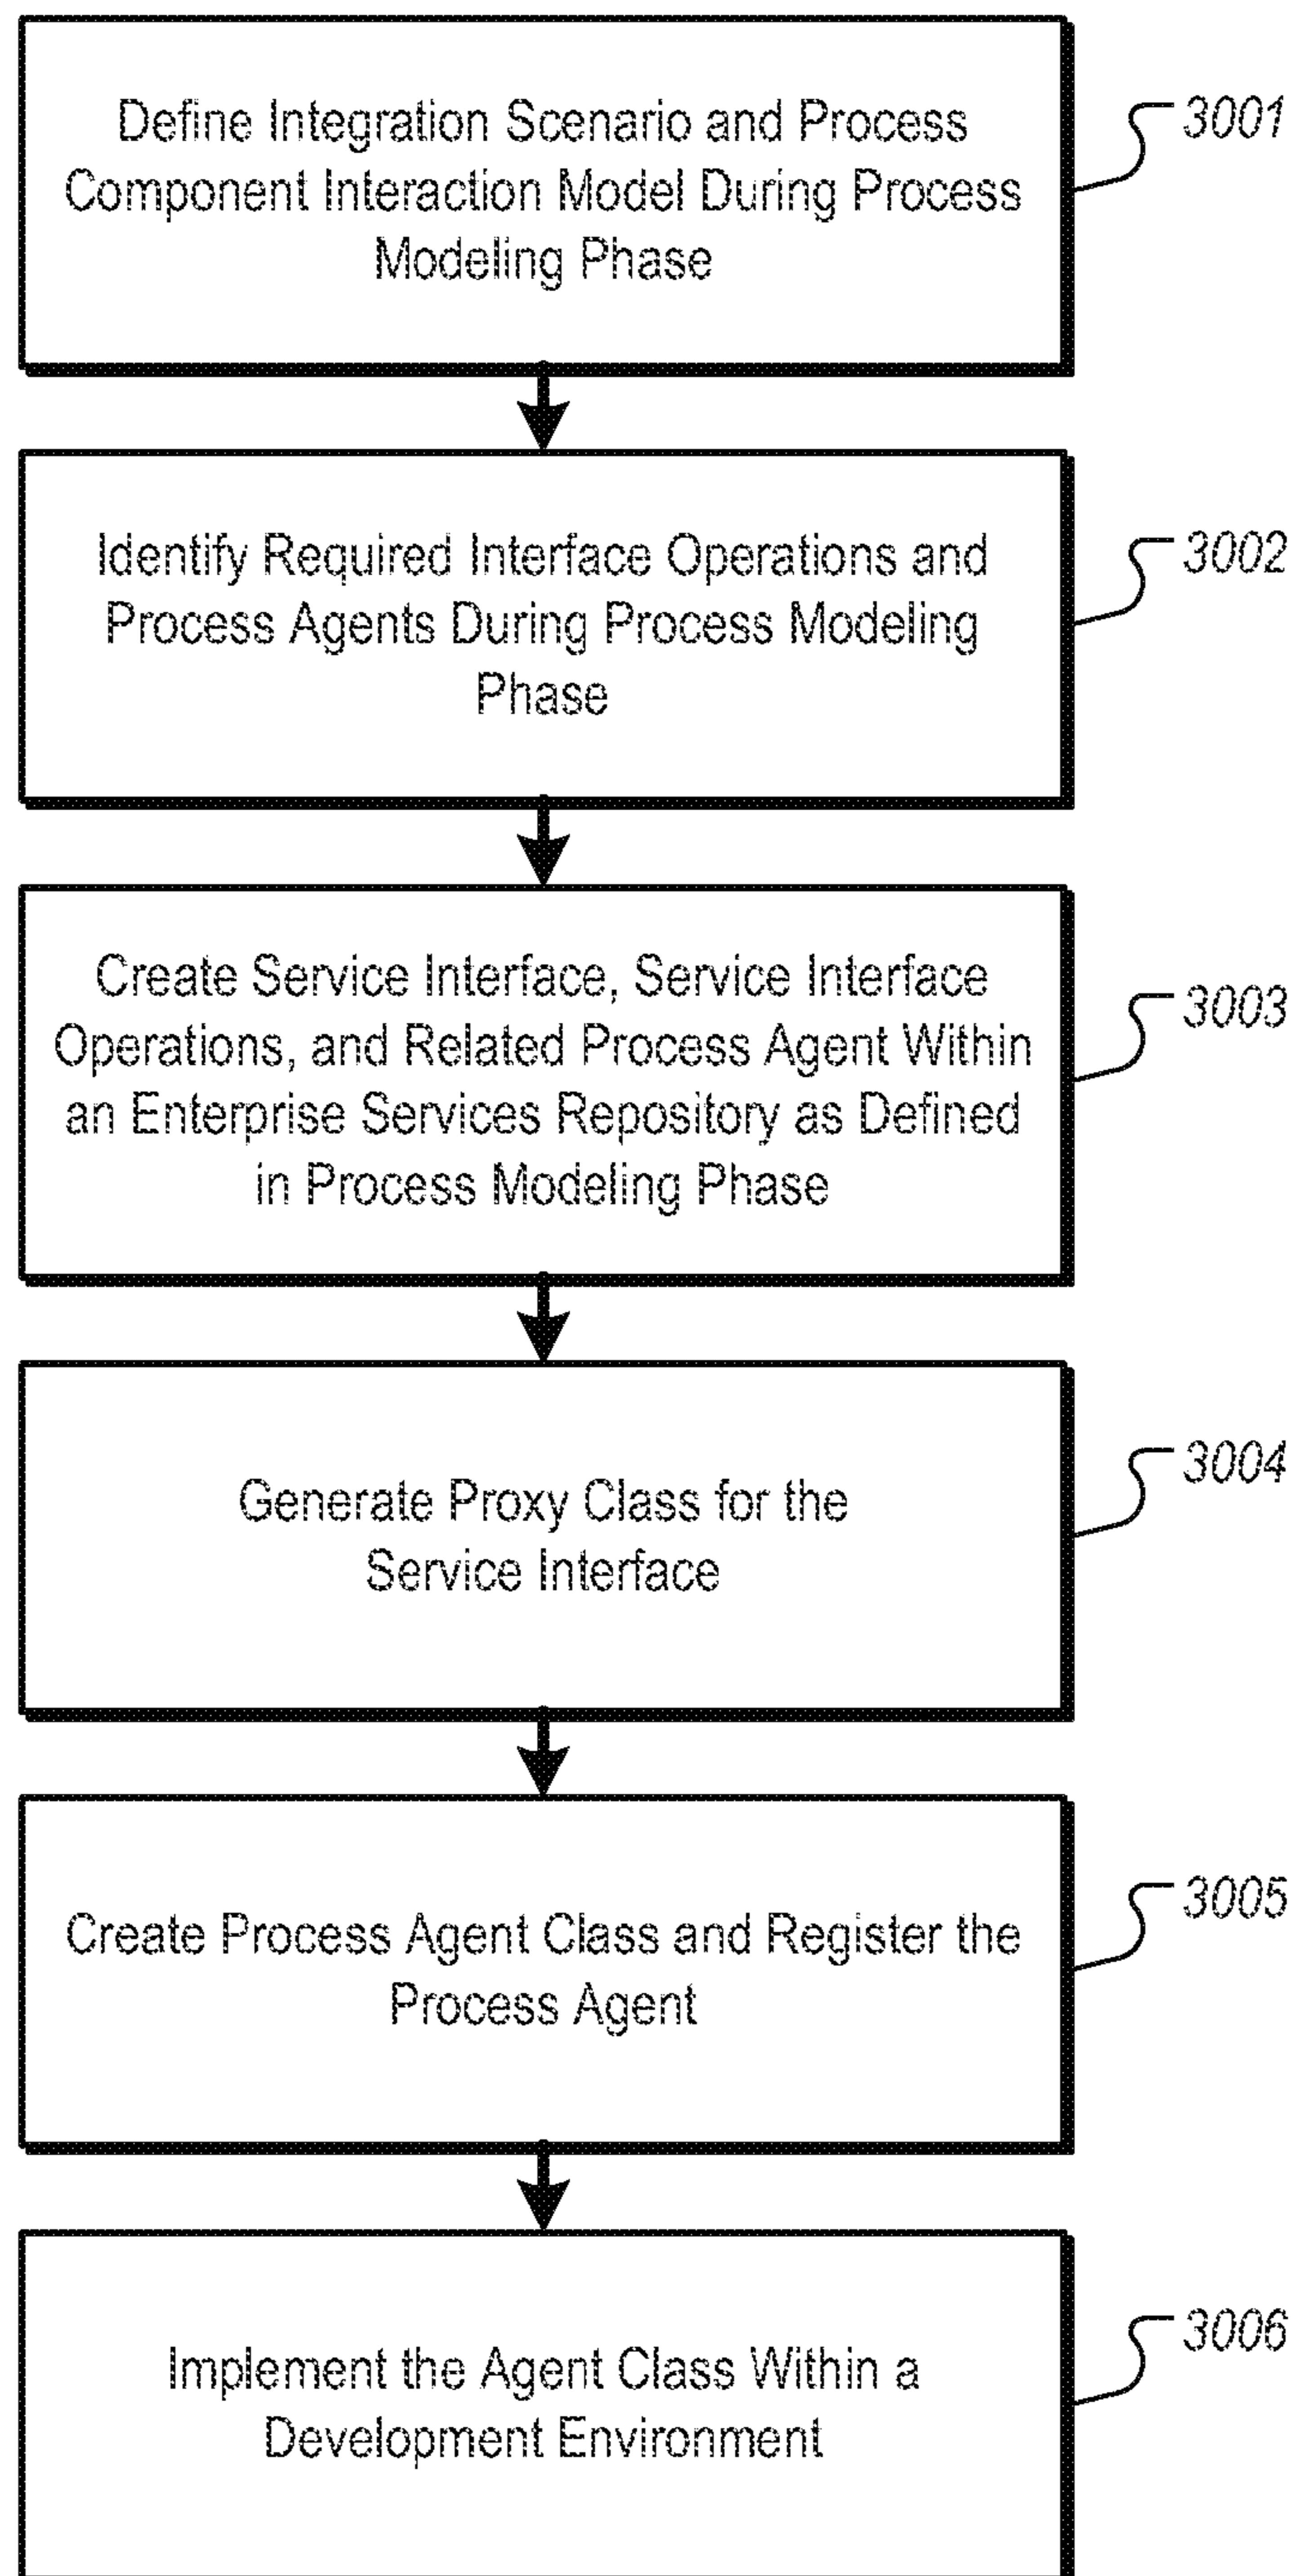 Define Integration Scenario and Process
Component Interaction Model During Process
Modeling Phase
3001
Identify Required Interface Operations and
Process Agents During Process Modeling
Phase
3002
Create Service Interface, Service Interface
Operations, and Related Process Agent Within
an Enterprise Services Repository as Defined
in Process Modeling Phase
3003
Generate Proxy Class for the
Service Interface
3004
Create Process Agent Class and Register the
Process Agent
3005
Implement the Agent Class Within a
Development Environment
3006